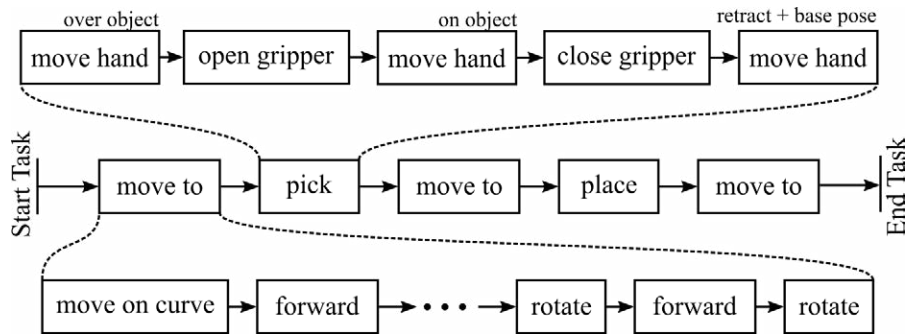 over object
on object
retract + base pose
move hand
open gripper
move hand
close gripper
move hand
Start Task
move to
pick
move to
place
move to
End Task
move on curve
forward
rotate
forward
rotate